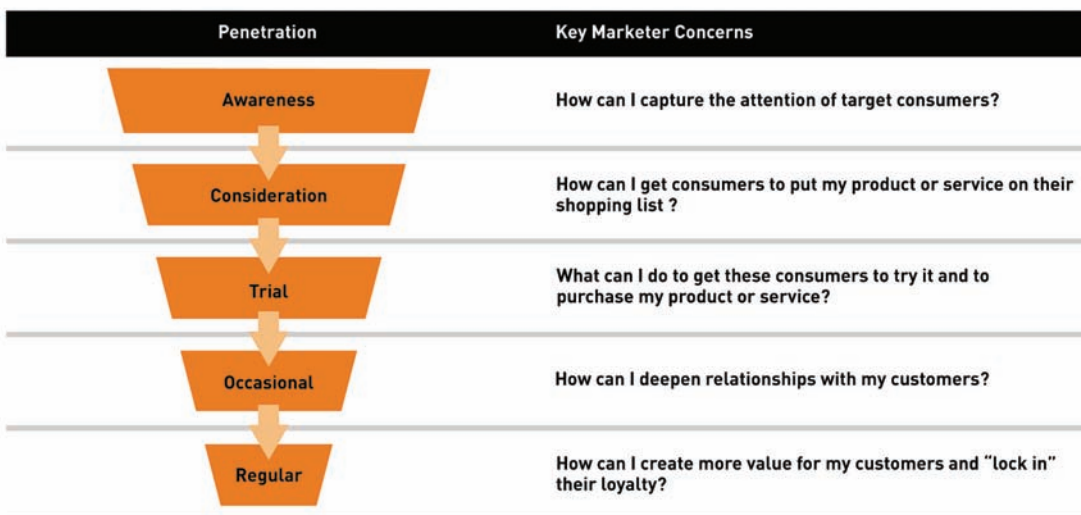 Penetration
Key Marketer Concerns
Awareness
How can I capture the attention of target consumers?
Consideration
How can I get consumers to put my product or service on their
shopping list ?
Trial
What can I do to get these consumers to try it and to
purchase my product or service?
Occasional
How can I deepen relationships with my customers?
Regular
How can I create more value for my customers and “lock in”
their loyalty?